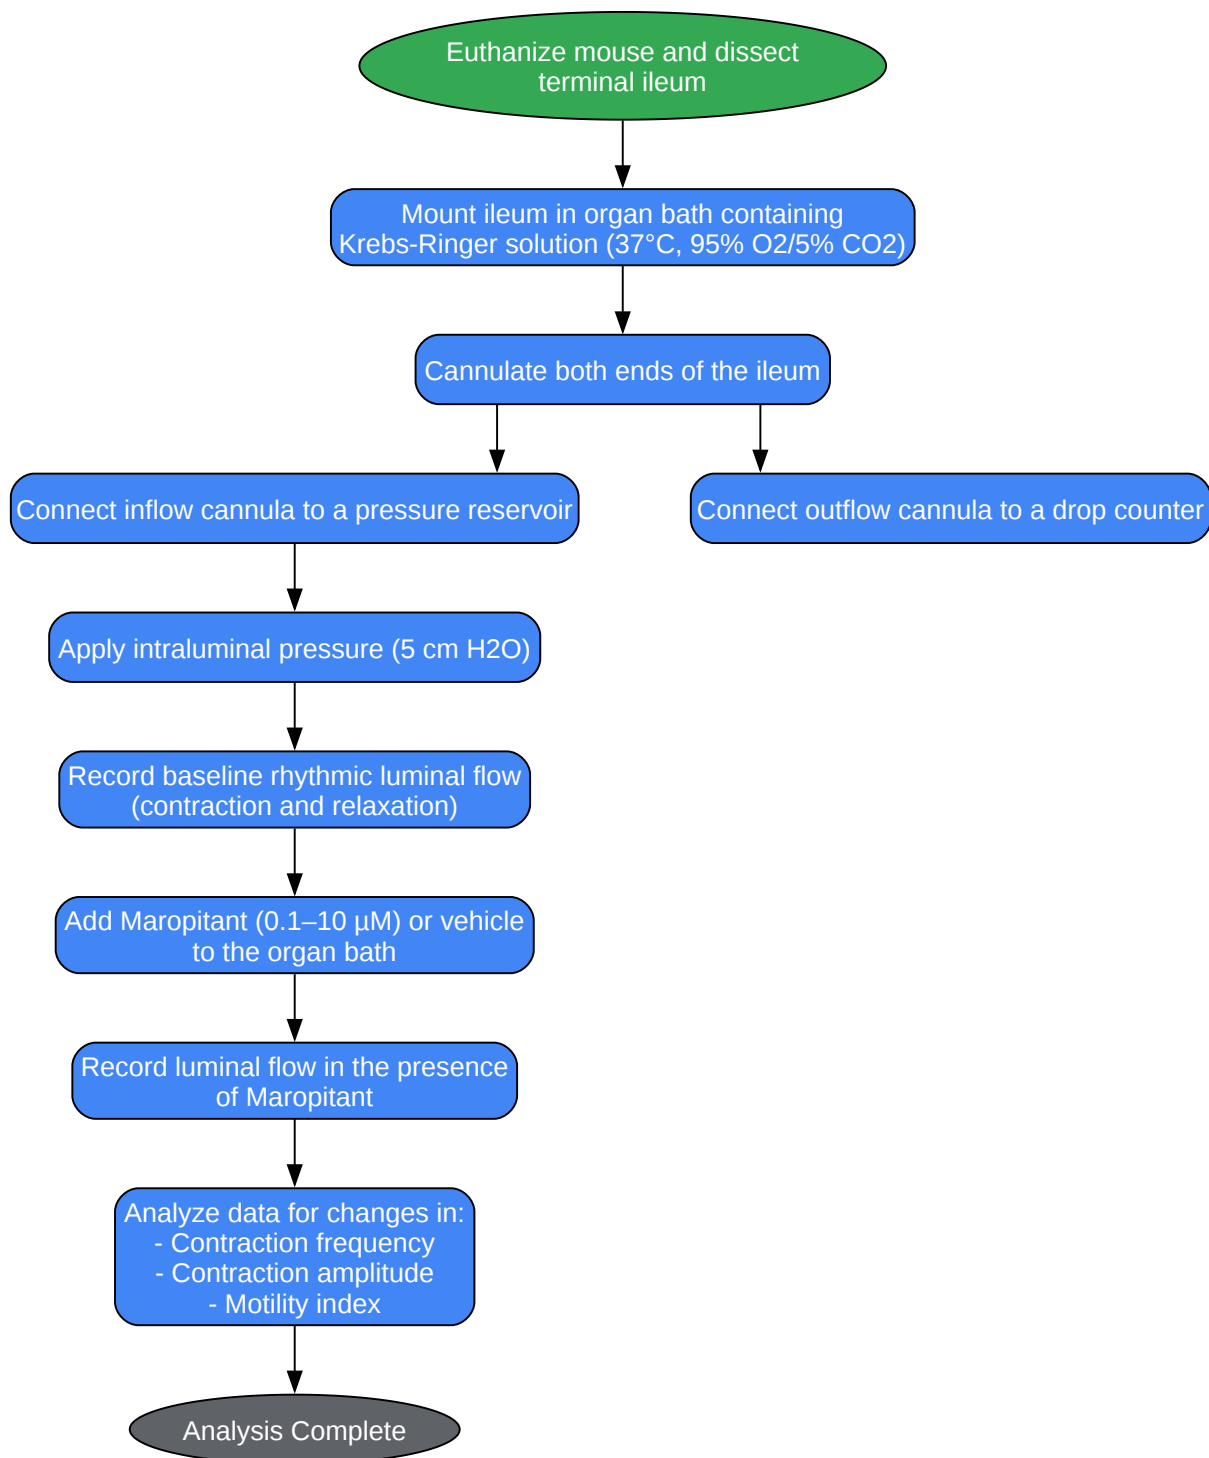 Euthanize mouse and dissect
terminal ileum
Mount ileum in organ bath containing
Krebs-Ringer solution (37°C, 95% O2/5% CO2)
Cannulate both ends of the ileum
Connect inflow cannula to a pressure reservoir
Connect outflow cannula to a drop counter
Apply intraluminal pressure (5 cm H2O)
Record baseline rhythmic luminal flow
(contraction and relaxation)
Add Maropitant (0.1–10 µM) or vehicle
to the organ bath
Record luminal flow in the presence
of Maropitant
Analyze data for changes in:
- Contraction frequency
- Contraction amplitude
- Motility index
Analysis Complete